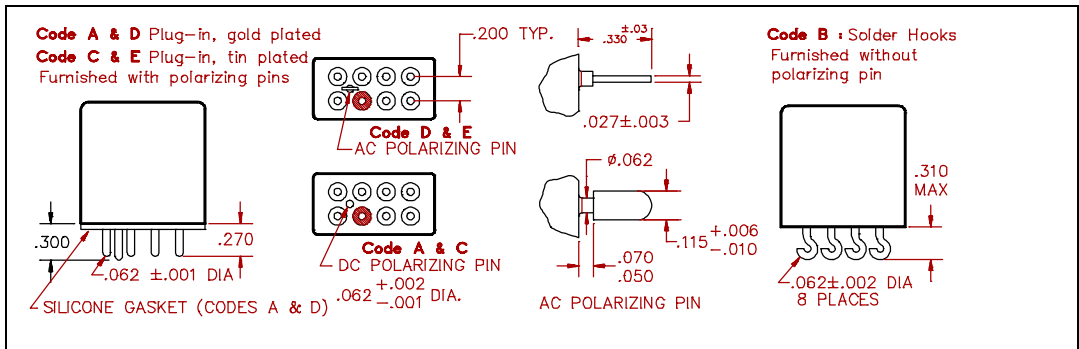 Code A & D Plug-in, gold plated
Code C & E Plug-in, tin plated
Furnished with polarizing pins
.300
.270
.062 ±.001 DIA
SILICONE GASKET (CODES A & D)
.200 TYP.
Code D & E
AC POLARIZING PIN
Code A & C
DC POLARIZING PIN
.062 +.002 -.001 DIA.
.330 ±.03
.027±.003
Ø.062
.115 +.006 -.010
.070
.050
AC POLARIZING PIN
Code B : Solder Hooks
Furnished without
polarizing pin
.310
MAX
.062±.002 DIA
8 PLACES